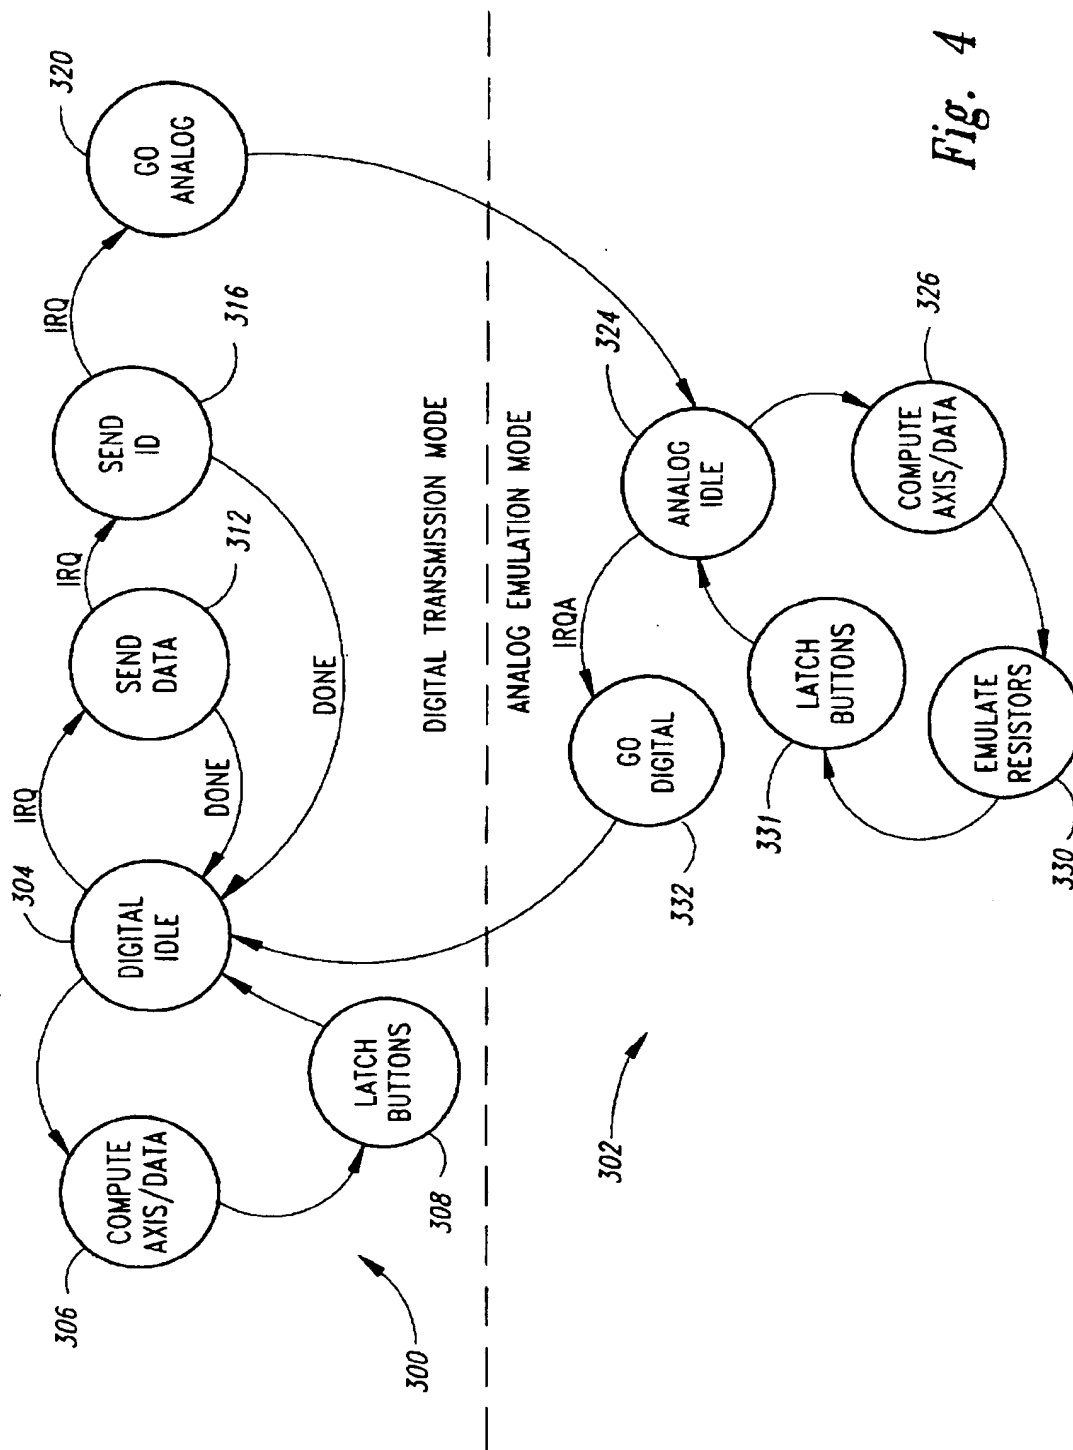 306
COMPUTE
AXIS/DATA
304
DIGITAL
IDLE
IRQ
SEND
DATA
312
IRQ
SEND
ID
316
IRQ
GO
ANALOG
320
DONE
DONE
LATCH
BUTTONS
308
300
DIGITAL TRANSMISSION MODE
ANALOG EMULATION MODE
302
GO
DIGITAL
332
IRQA
ANALOG
IDLE
324
LATCH
BUTTONS
331
COMPUTE
AXIS/DATA
326
EMULATE
RESISTORS
330
Fig. 4